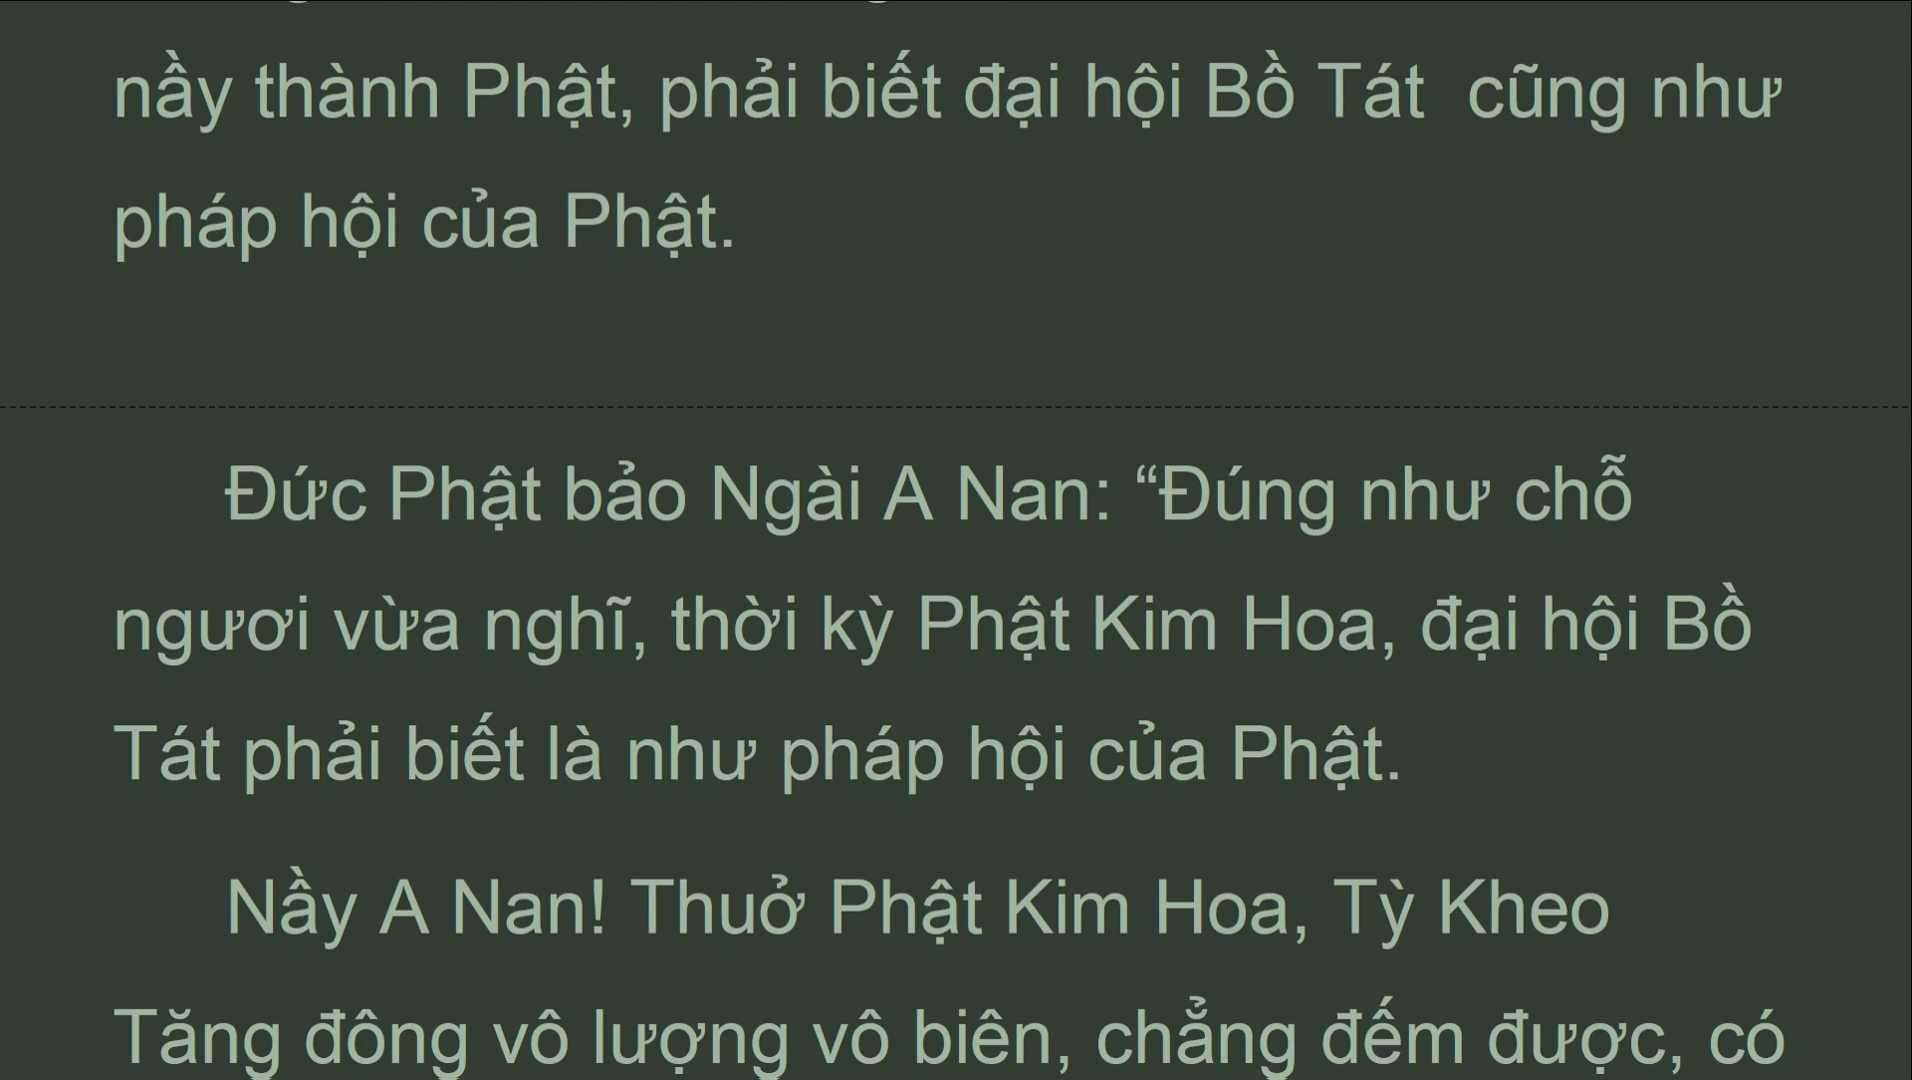 nầy thành Phật, phải biết đại hội Bồ Tát  cũng như
pháp hội của Phật.
Đức Phật bảo Ngài A Nan: “Đúng như chỗ
ngươi vừa nghĩ, thời kỳ Phật Kim Hoa, đại hội Bồ
Tát phải biết là như pháp hội của Phật.
Nầy A Nan! Thuở Phật Kim Hoa, Tỳ Kheo
Tăng đông vô lượng vô biên, chẳng đếm được, có